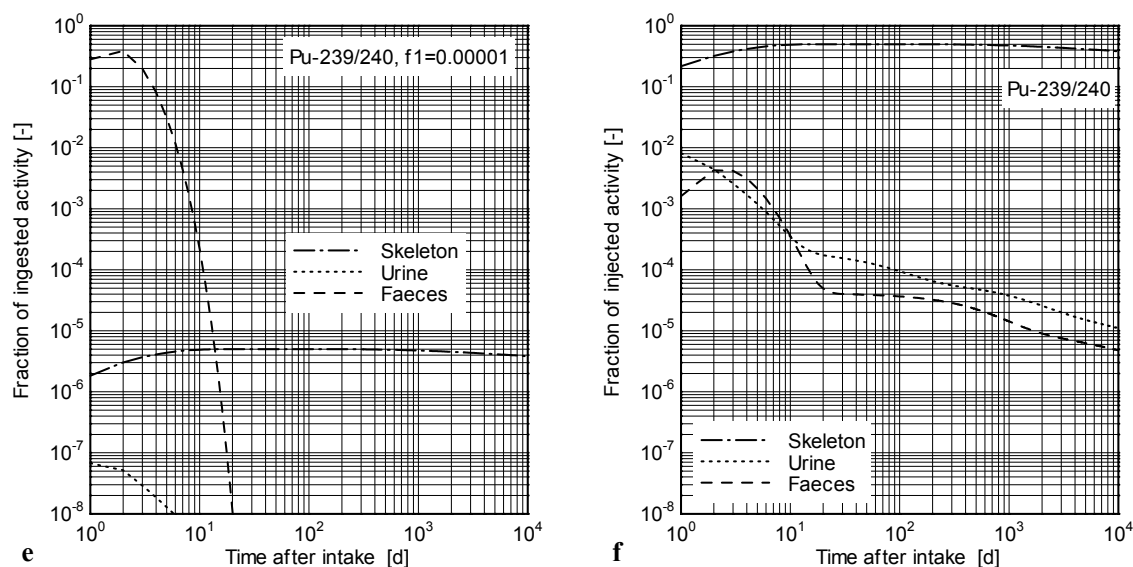 Fraction of ingested activity [-]
10^0
10^-1
10^-2
10^-3
10^-4
10^-5
10^-6
10^-7
10^-8
Pu-239/240, f1=0.00001
Skeleton
Urine
Faeces
10^0 10^1 10^2 10^3 10^4
Time after intake [d]
e
Fraction of injected activity [-]
10^0
10^-1
10^-2
10^-3
10^-4
10^-5
10^-6
10^-7
10^-8
Pu-239/240
Skeleton
Urine
Faeces
10^0 10^1 10^2 10^3 10^4
Time after intake [d]
f